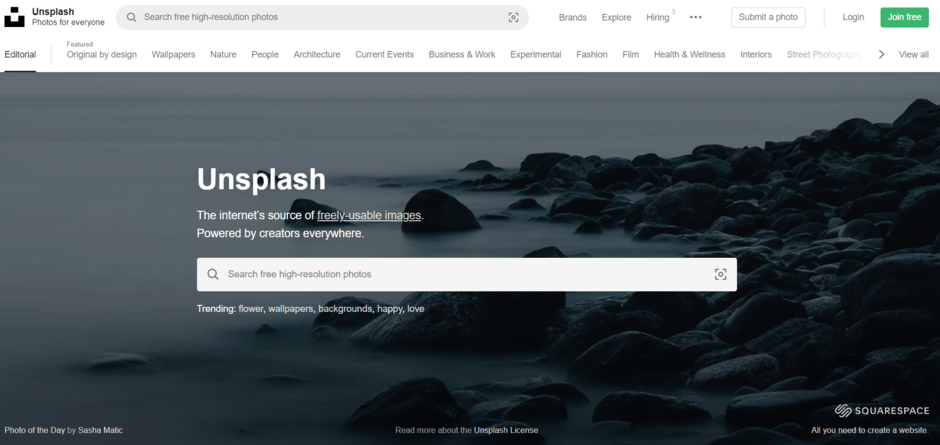 Unsplash
Photos for everyone
Search free high-resolution photos
Brands
Explore
Hiring 3
Submit a photo
Login
Join free
Editorial
Featured
Original by design
Wallpapers
Nature
People
Architecture
Current Events
Business & Work
Experimental
Fashion
Film
Health & Wellness
Interiors
Street Photography
View all
Unsplash
The internet's source of freely-usable images.
Powered by creators everywhere.
Search free high-resolution photos
Trending: flower, wallpapers, backgrounds, happy, love
SQUARESPACE
Photo of the Day by Sasha Matic
Read more about the Unsplash License
All you need to create a website.